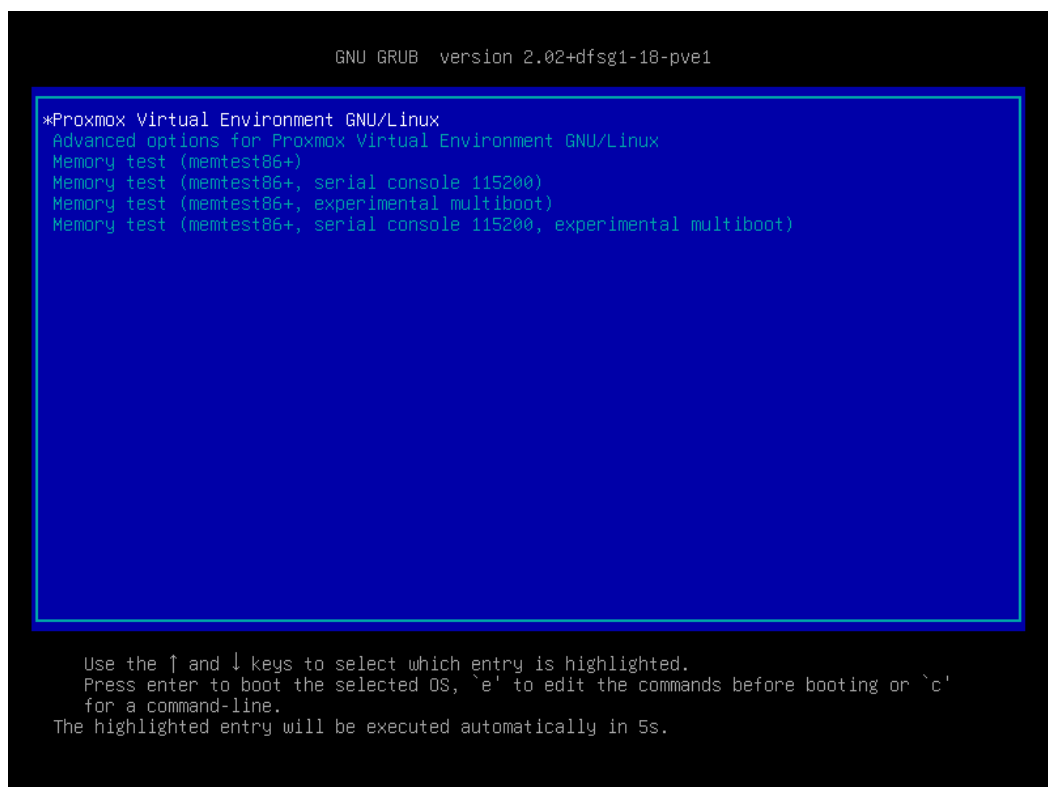 GNU GRUB  version 2.02+dfsg1-18-pve1
*Proxmox Virtual Environment GNU/Linux
Advanced options for Proxmox Virtual Environment GNU/Linux
Memory test (memtest86+)
Memory test (memtest86+, serial console 115200)
Memory test (memtest86+, experimental multiboot)
Memory test (memtest86+, serial console 115200, experimental multiboot)
Use the ↑ and ↓ keys to select which entry is highlighted.
Press enter to boot the selected OS, `e' to edit the commands before booting or `c'
for a command-line.
The highlighted entry will be executed automatically in 5s.